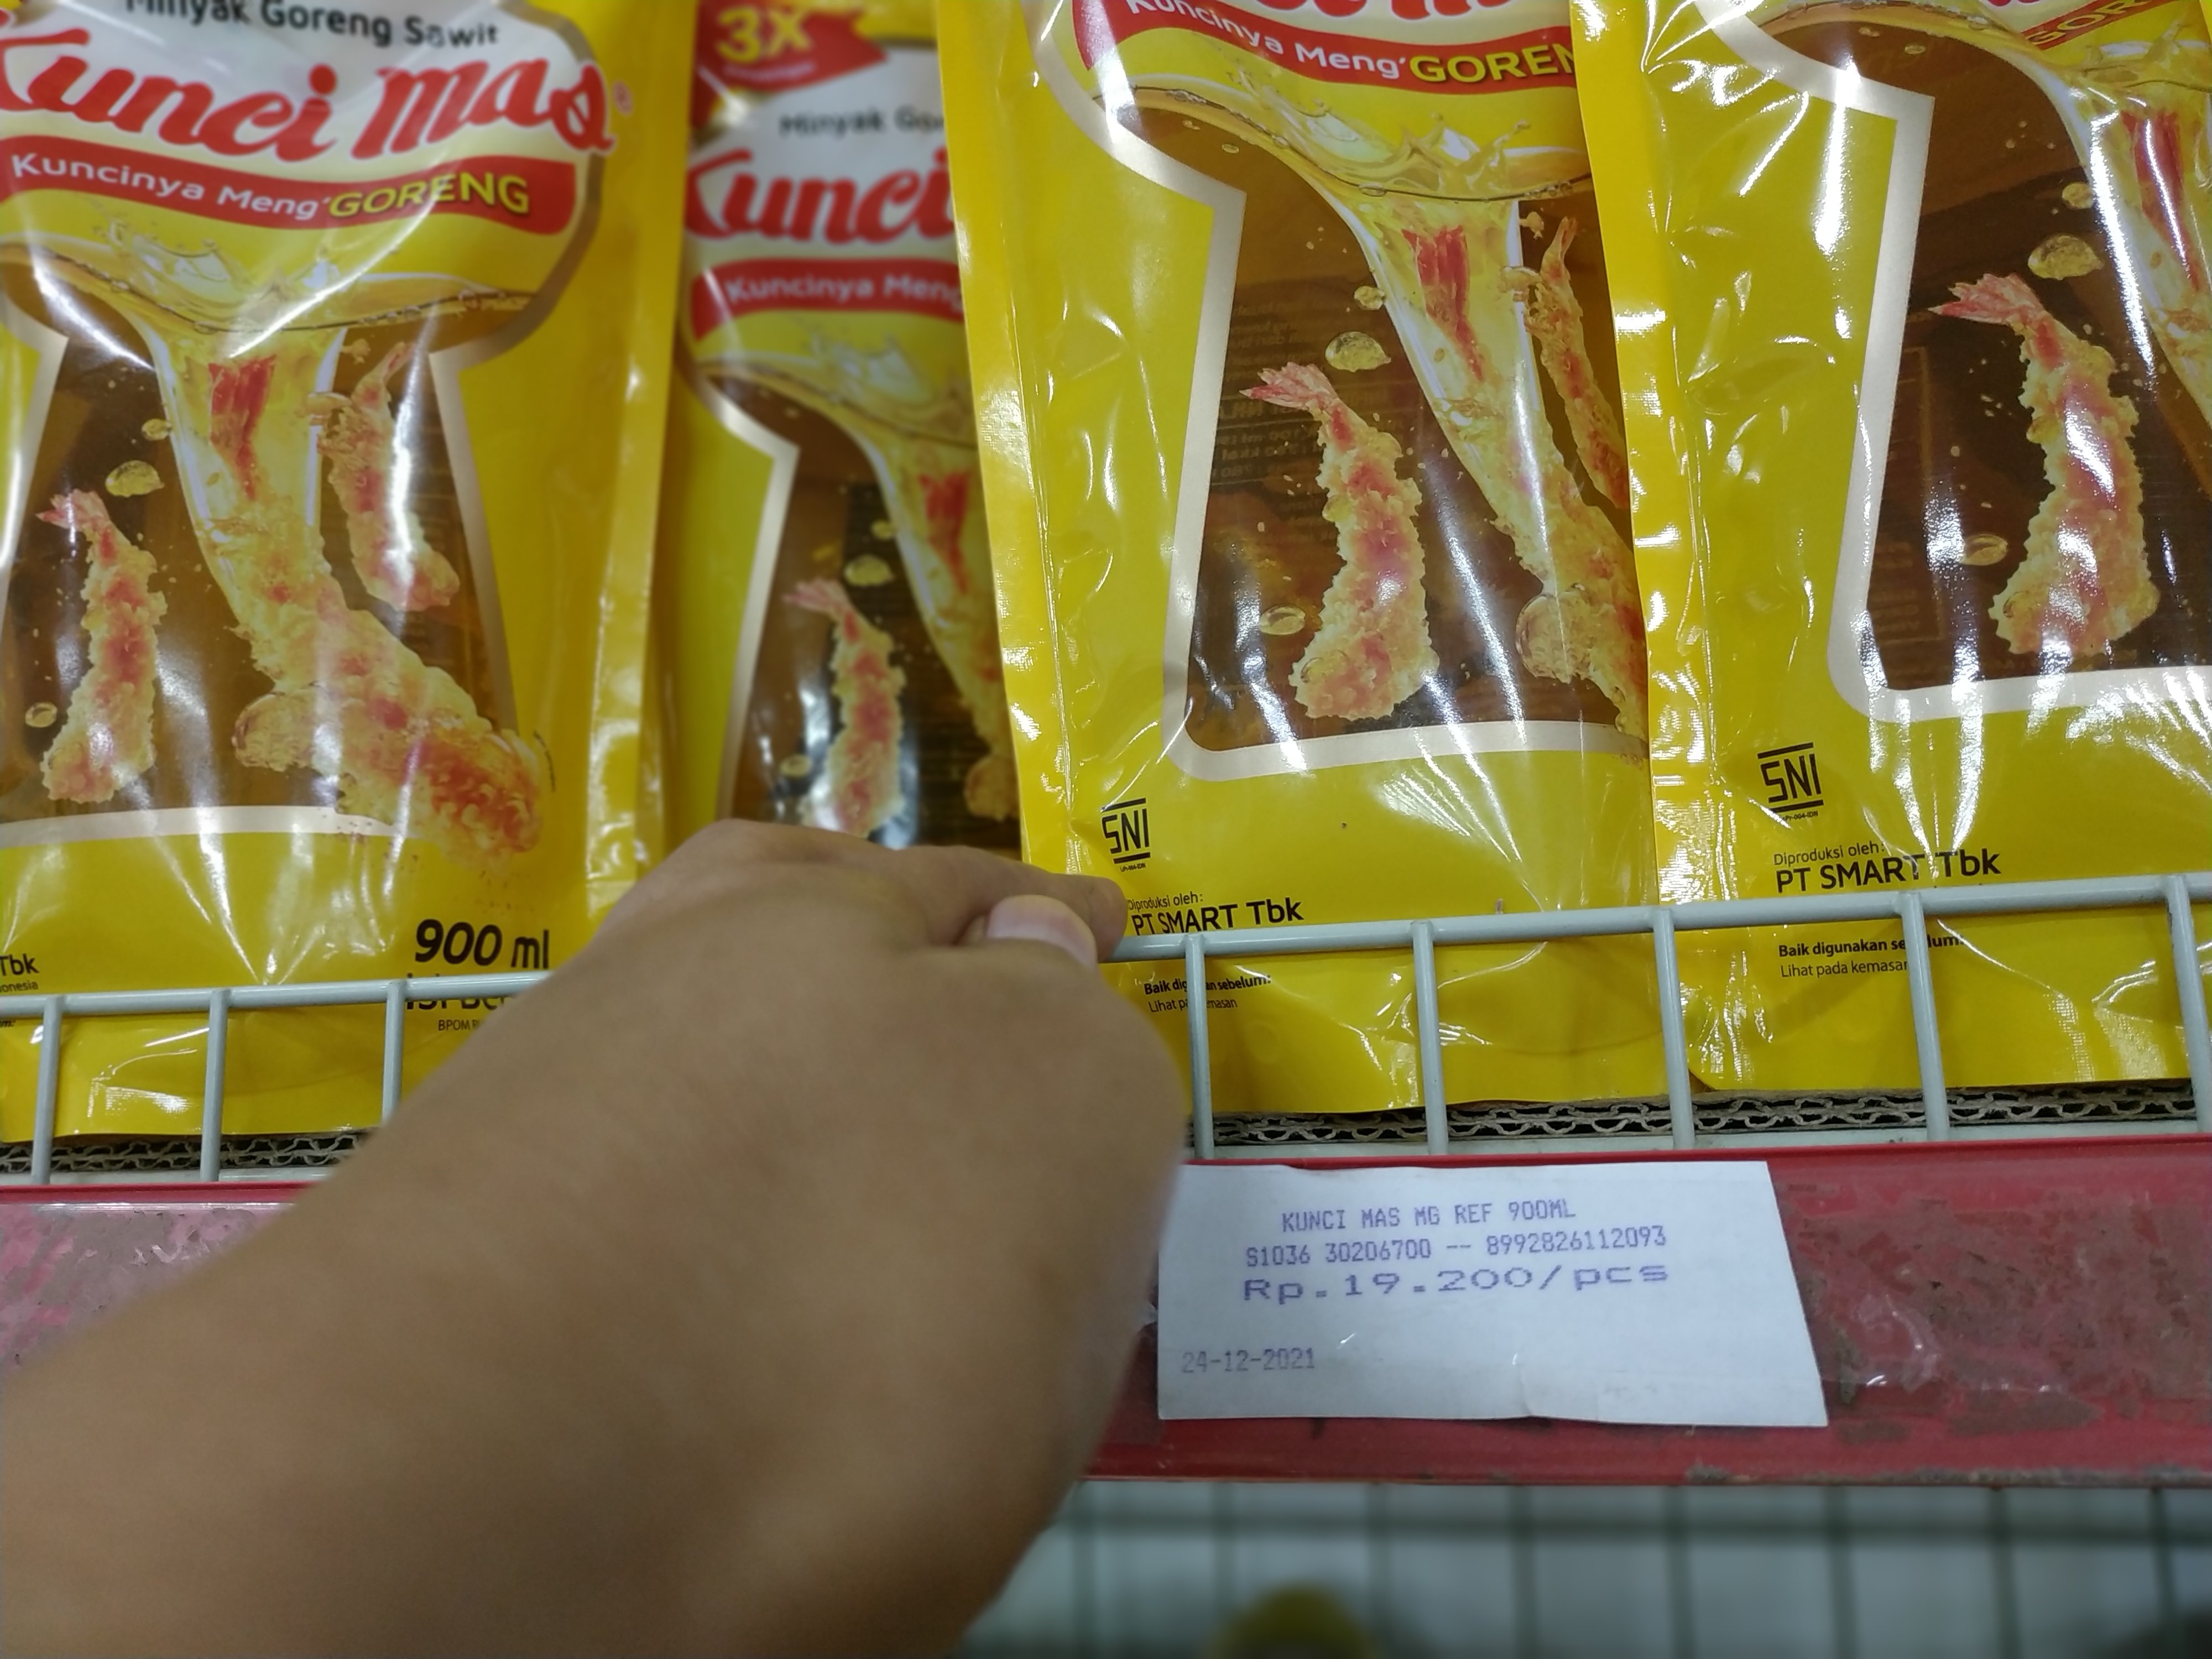 Minyak Goreng Sawit
Kunci Mas
Kuncinya Meng'GORENG
900 ml
Tbk
BPOM
3X
Minyak
Kunci
Kuncinya
Kuncinya Meng'GOREN
SNI
Diproduksi oleh:
PT SMART Tbk
Baik digunakan sebelum:
Lihat pada kemasan
SNI
Diproduksi oleh:
PT SMART Tbk
Baik digunakan sebelum:
Lihat pada kemasan
KUNCI MAS MG REF 900ML
S1036 30206700 -- 8992826112093
Rp.19.200/pcs
24-12-2021